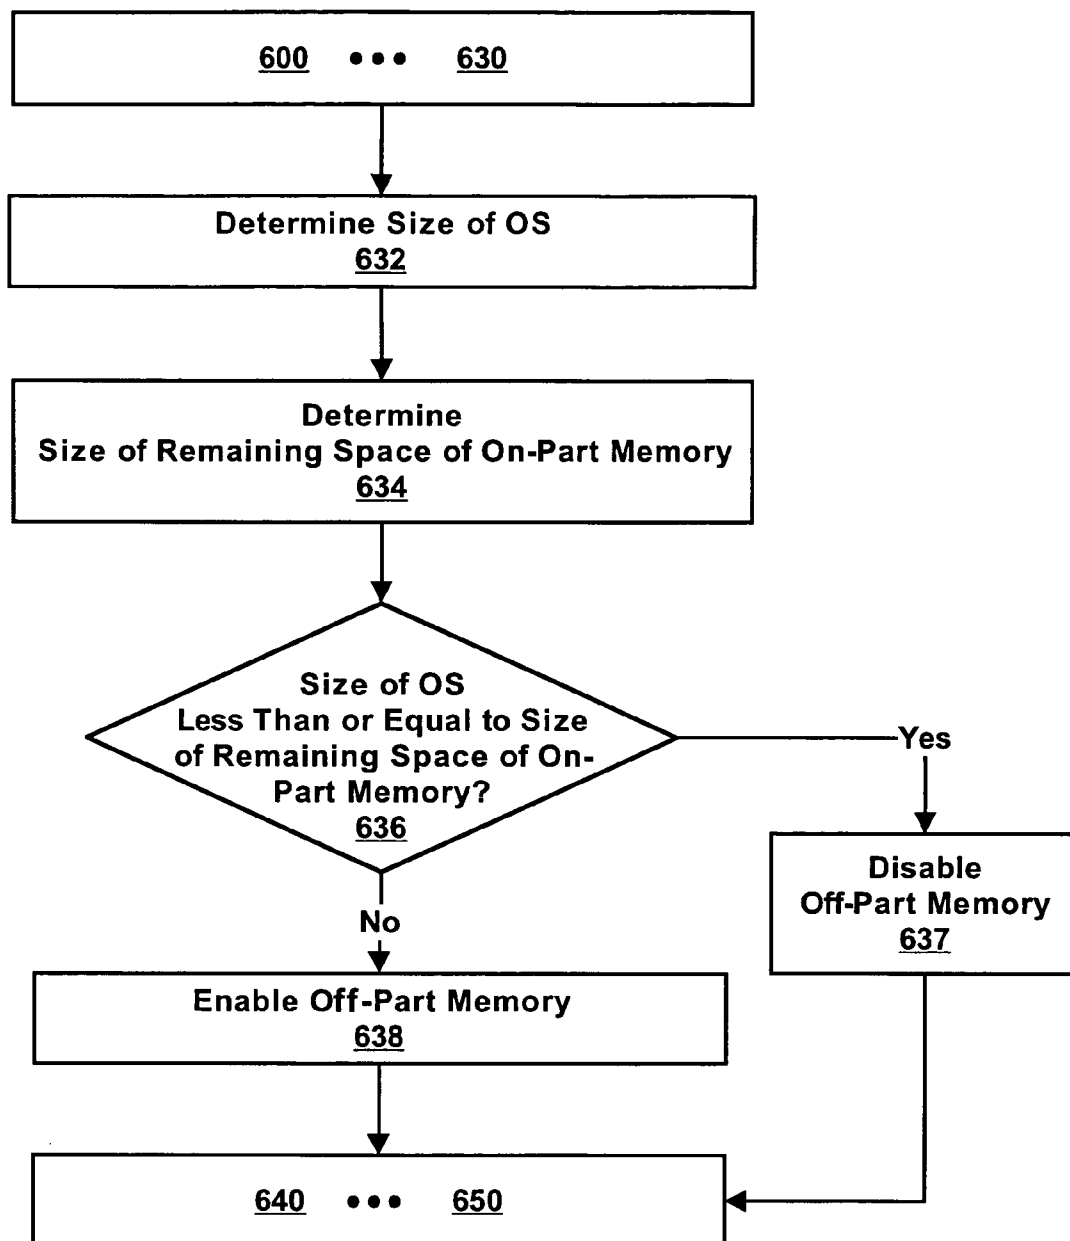 600 ••• 630
Determine Size of OS
632
Determine
Size of Remaining Space of On-Part Memory
634
Size of OS
Less Than or Equal to Size
of Remaining Space of On-
Part Memory?
636
Yes
Disable
Off-Part Memory
637
No
Enable Off-Part Memory
638
640 ••• 650